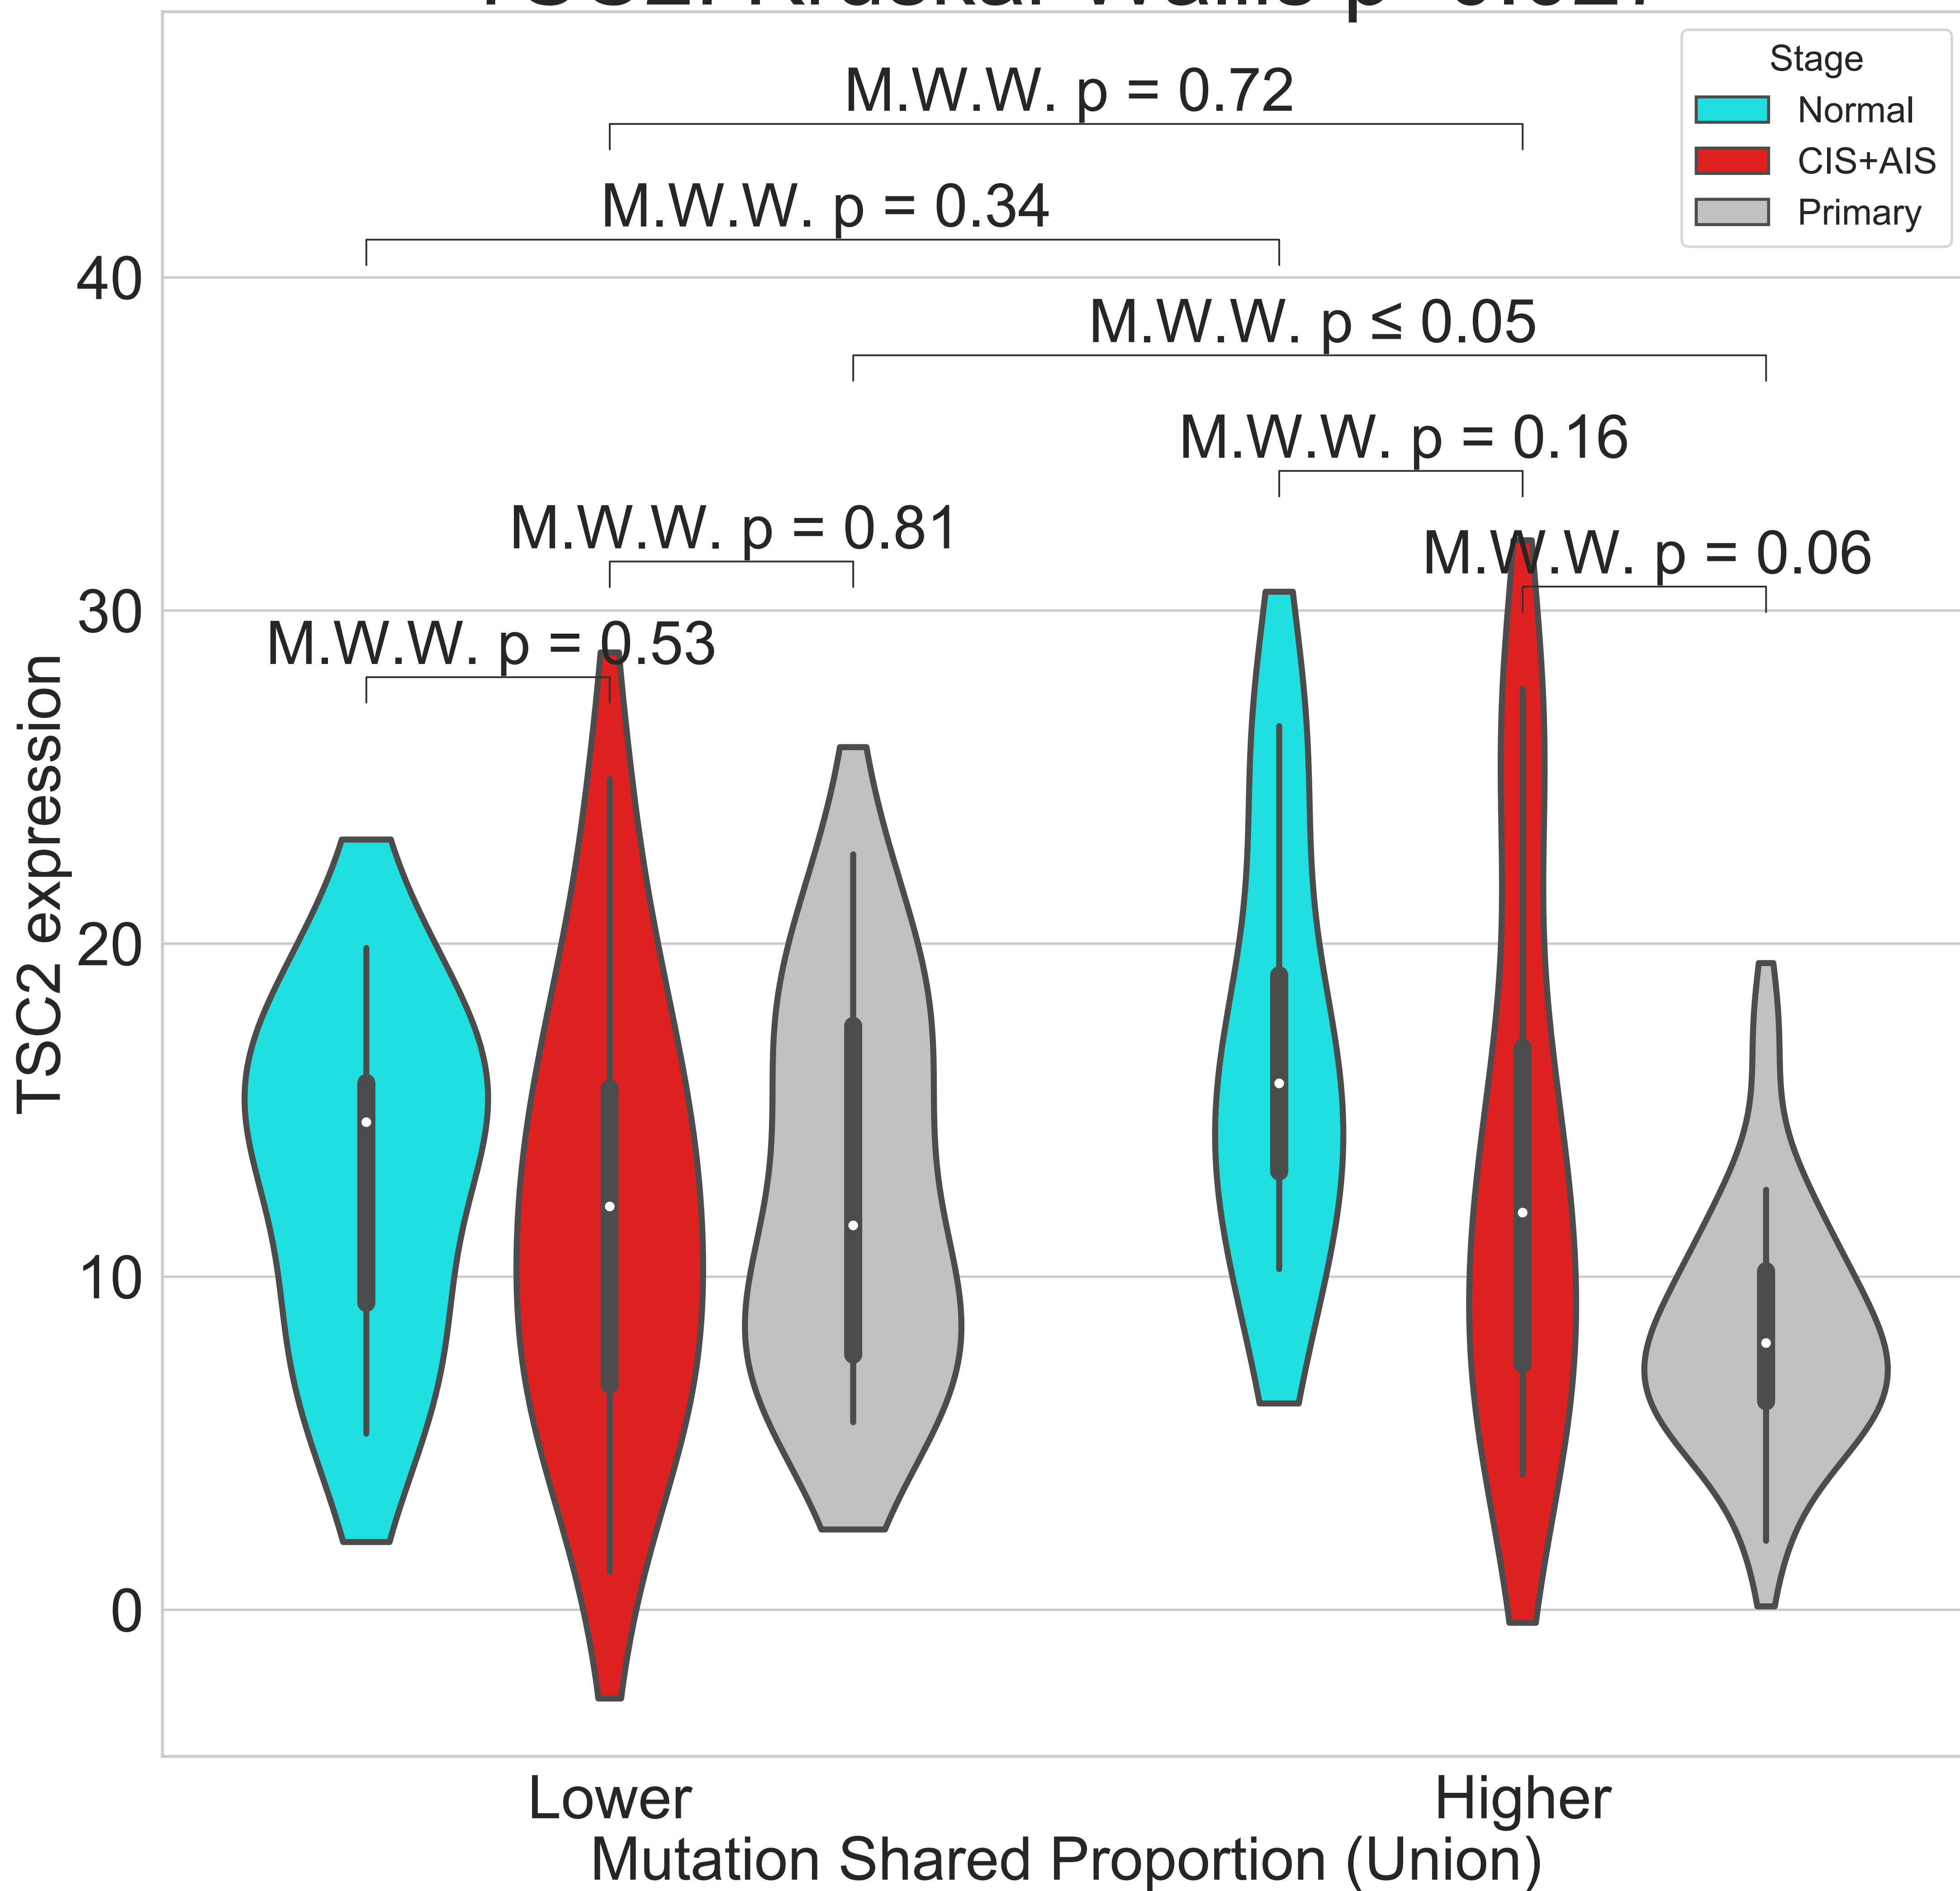 Stage
Normal
CIS+AIS
Primary
M.W.W. p = 0.72
M.W.W. p = 0.34
M.W.W. p ≤ 0.05
M.W.W. p = 0.16
M.W.W. p = 0.81
M.W.W. p = 0.06
M.W.W. p = 0.53
TSC2 expression
40
30
20
10
0
Lower
Higher
Mutation Shared Proportion (Union)